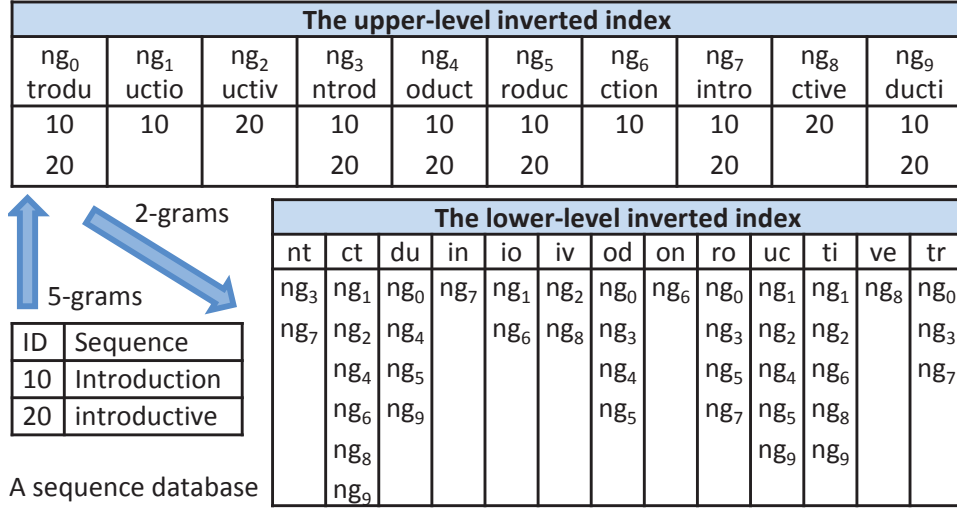 The upper-level inverted index
ng0 ng1 ng2 ng3 ng4 ng5 ng6 ng7 ng8 ng9
trodu uctio uctiv ntrod oduct roduc ction intro ctive ducti
10 10 20 10 10 10 10 10 20 10
20 20 20 20 20 20
2-grams
5-grams
The lower-level inverted index
nt ct du in io iv od on ro uc ti ve tr
ng3 ng1 ng0 ng7 ng1 ng2 ng0 ng6 ng0 ng1 ng1 ng8 ng0
ng7 ng2 ng4 ng6 ng8 ng3 ng3 ng2 ng2 ng3
ng4 ng5 ng4 ng5 ng4 ng6 ng7
ng6 ng9 ng5 ng7 ng5 ng8
ng8 ng9 ng9
ng9
ID Sequence
10 Introduction
20 introductive
A sequence database